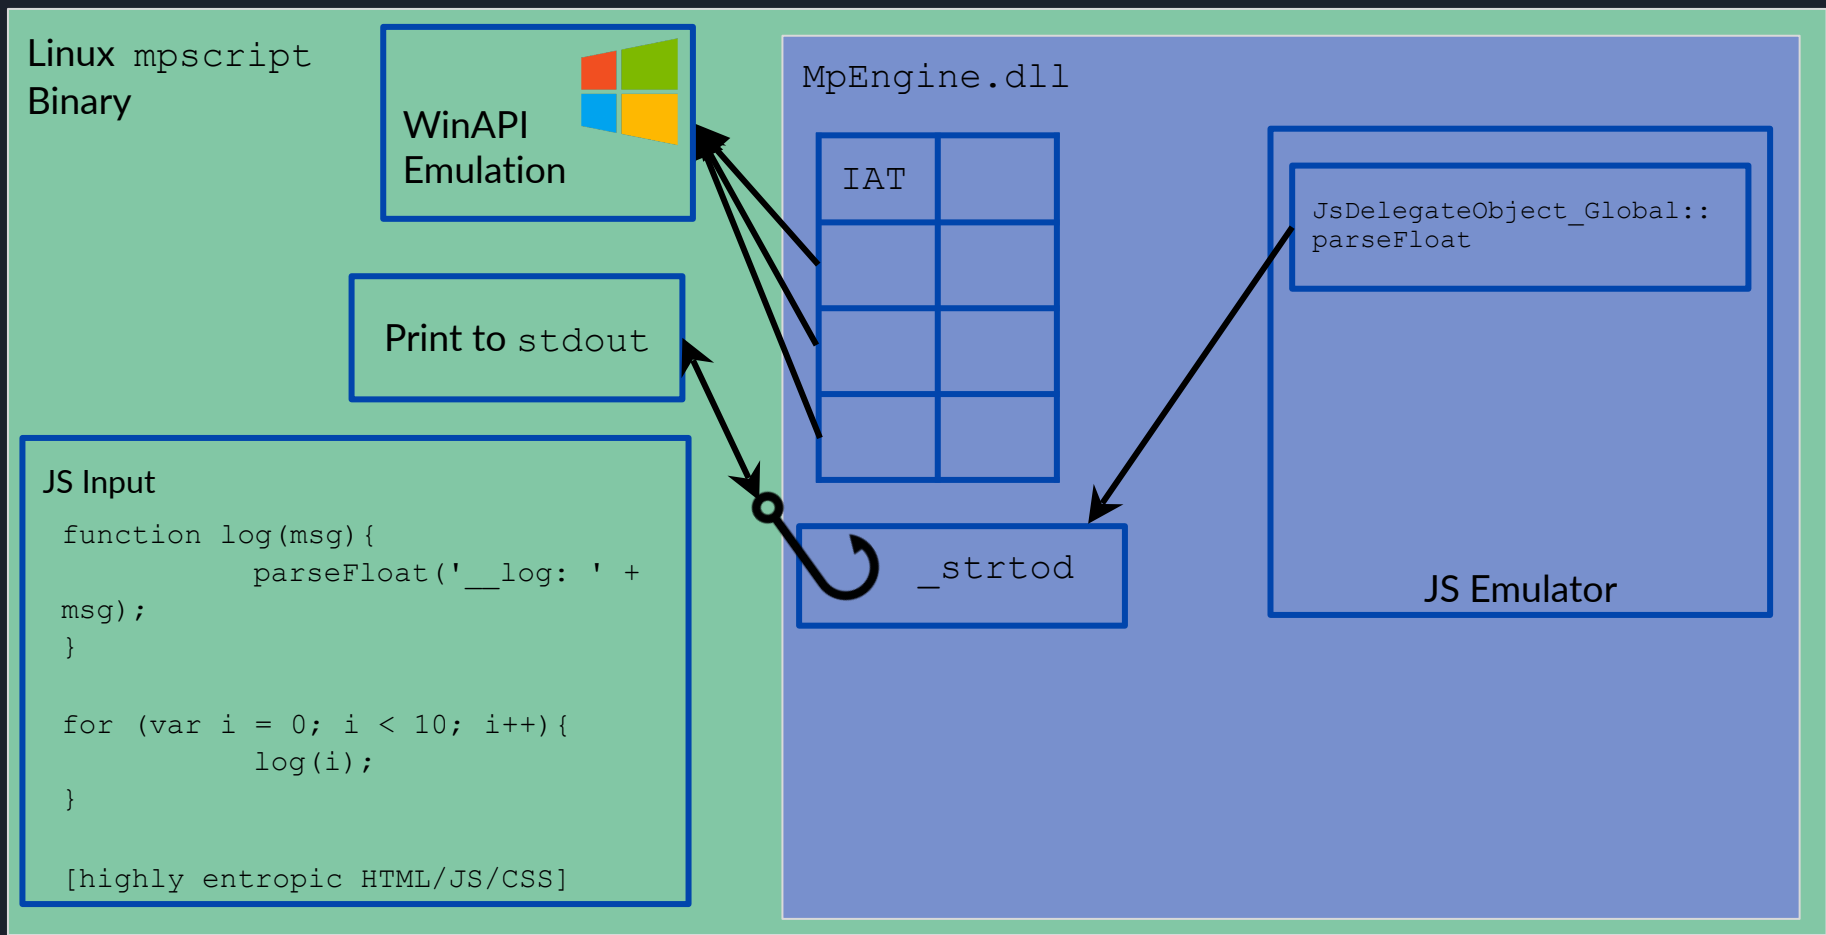 Linux mpscript
Binary
WinAPI
Emulation
Print to stdout
JS Input
function log(msg){
parseFloat('__log: ' +
msg);
}
for (var i = 0; i < 10; i++){
log(i);
}
[highly entropic HTML/JS/CSS]
MpEngine.dll
IAT
_strtod
JsDelegateObject_Global::
parseFloat
JS Emulator